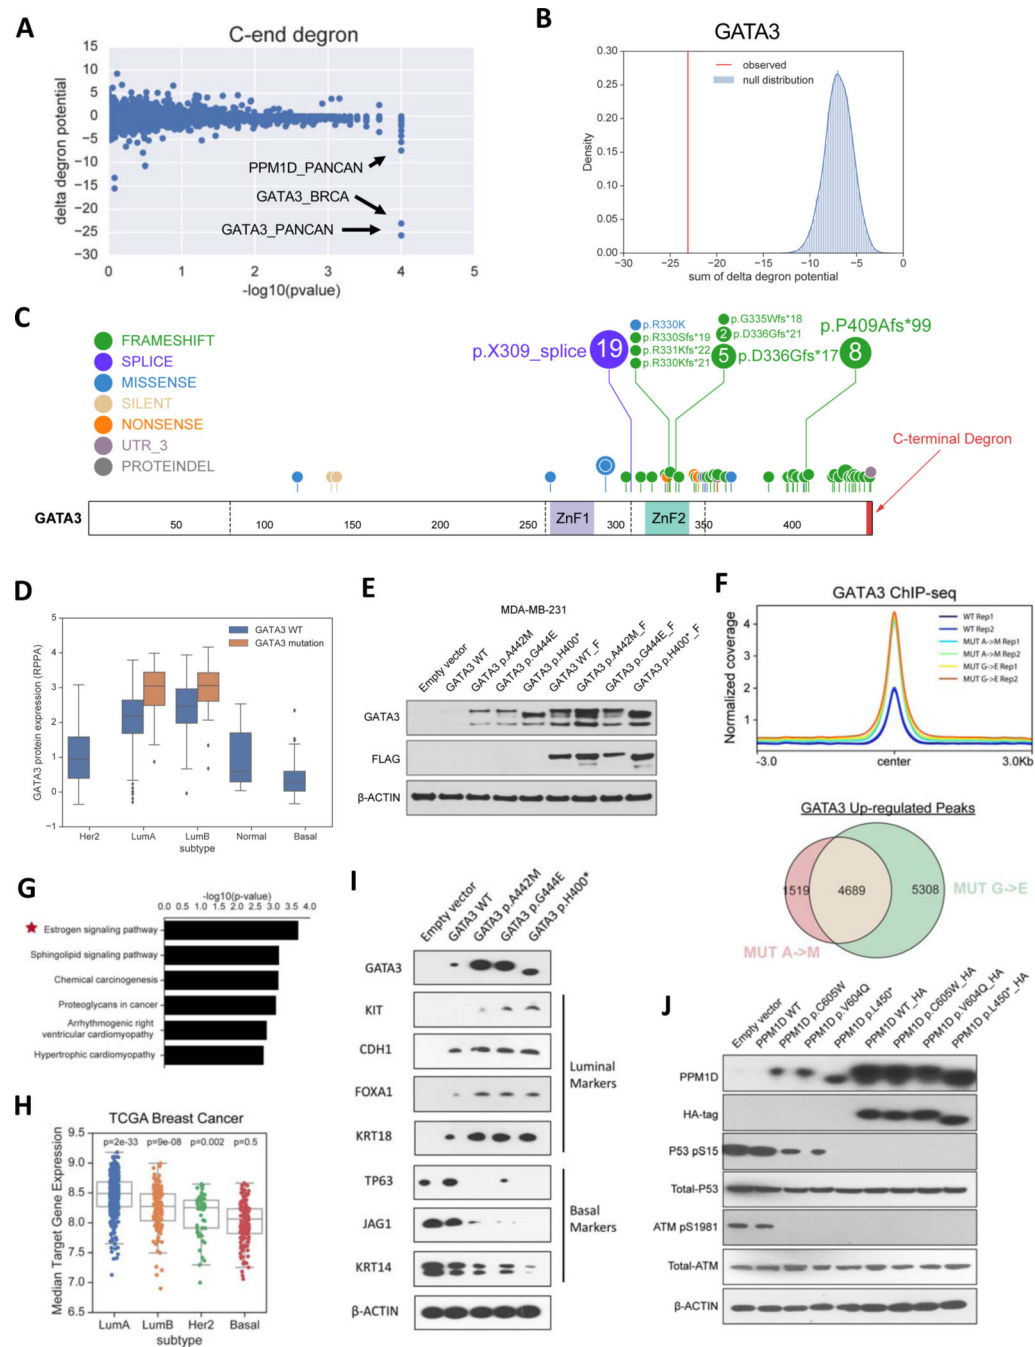 A
C-end degron
delta degron potential
15
10
5
0
−5
−10
−15
−20
−25
−30
PPM1D_PANCAN
GATA3_BRCA
GATA3_PANCAN
0 1 2 3 4 5
-log10(pvalue)
B
GATA3
Density
0.30
0.25
0.20
0.15
0.10
0.05
0.00
observed
null distribution
−30 −25 −20 −15 −10 −5 0
sum of delta degron potential
C
FRAMESHIFT
SPLICE
MISSENSE
SILENT
NONSENSE
UTR_3
PROTEINDEL
p.X309_splice
19
p.R330K
p.R330Sfs*19
p.R331Kfs*22
p.R330Kfs*21
p.G335Wfs*18
2 p.D336Gfs*21
5 p.D336Gfs*17
p.P409Afs*99
8
C-terminal Degron
GATA3
50 100 150 200 250 ZnF1 300 ZnF2 350 400
D
GATA3 protein expression (RPPA)
5
4
3
2
1
0
−1
GATA3 WT
GATA3 mutation
Her2 LumA LumB Normal Basal
subtype
E
MDA-MB-231
Empty vector
GATA3 WT
GATA3 p.A442M
GATA3 p.G444E
GATA3 p.H400*
GATA3 WT_F
GATA3 p.A442M_F
GATA3 p.G444E_F
GATA3 p.H400*_F
GATA3
FLAG
β-ACTIN
F
GATA3 ChIP-seq
Normalized coverage
4
3
2
1
WT Rep1
WT Rep2
MUT A->M Rep1
MUT A->M Rep2
MUT G->E Rep1
MUT G->E Rep2
-3.0 center 3.0Kb
GATA3 Up-regulated Peaks
1519 4689 5308
MUT G->E
MUT A->M
G
-log10(p-value)
0.0 0.5 1.0 1.5 2.0 2.5 3.0 3.5 4.0
Estrogen signaling pathway
Sphingolipid signaling pathway
Chemical carcinogenesis
Proteoglycans in cancer
Arrhythmogenic right
ventricular cardiomyopathy
Hypertrophic cardiomyopathy
H
TCGA Breast Cancer
Median Target Gene Expression
9.5
9.0
8.5
8.0
7.5
7.0
6.5
p=2e-33 p=9e-08 p=0.002 p=0.5
LumA LumB Her2 Basal
subtype
I
Empty vector
GATA3 WT
GATA3 p.A442M
GATA3 p.G444E
GATA3 p.H400*
GATA3
KIT
CDH1
FOXA1
KRT18
Luminal
Markers
TP63
JAG1
KRT14
Basal
Markers
β-ACTIN
J
Empty vector
PPM1D WT
PPM1D p.C605W
PPM1D p.V604Q
PPM1D p.L450*
PPM1D WT_HA
PPM1D p.C605W_HA
PPM1D p.V604Q_HA
PPM1D p.L450*_HA
PPM1D
HA-tag
P53 pS15
Total-P53
ATM pS1981
Total-ATM
β-ACTIN